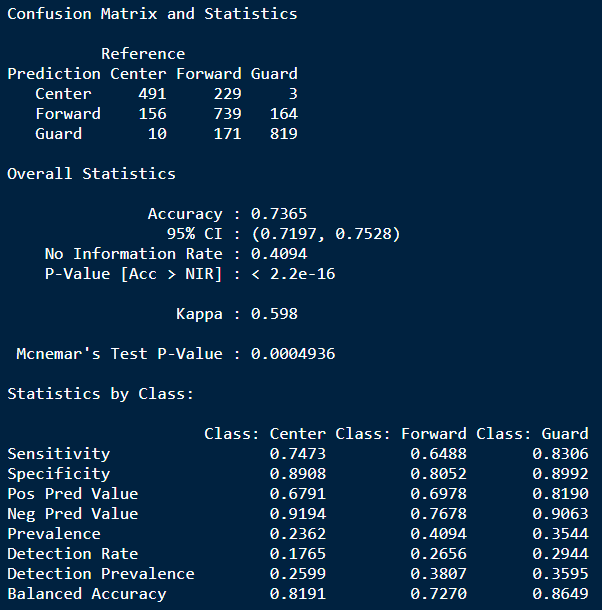 Confusion Matrix and Statistics
Reference
Prediction Center Forward Guard
Center 491 229 3
Forward 156 739 164
Guard 10 171 819
Overall Statistics
Accuracy : 0.7365
95% CI : (0.7197, 0.7528)
No Information Rate : 0.4094
P-Value [Acc > NIR] : < 2.2e-16
Kappa : 0.598
Mcnemar's Test P-Value : 0.0004936
Statistics by Class:
Class: Center Class: Forward Class: Guard
Sensitivity 0.7473 0.6488 0.8306
Specificity 0.8908 0.8052 0.8992
Pos Pred Value 0.6791 0.6978 0.8190
Neg Pred Value 0.9194 0.7678 0.9063
Prevalence 0.2362 0.4094 0.3544
Detection Rate 0.1765 0.2656 0.2944
Detection Prevalence 0.2599 0.3807 0.3595
Balanced Accuracy 0.8191 0.7270 0.8649